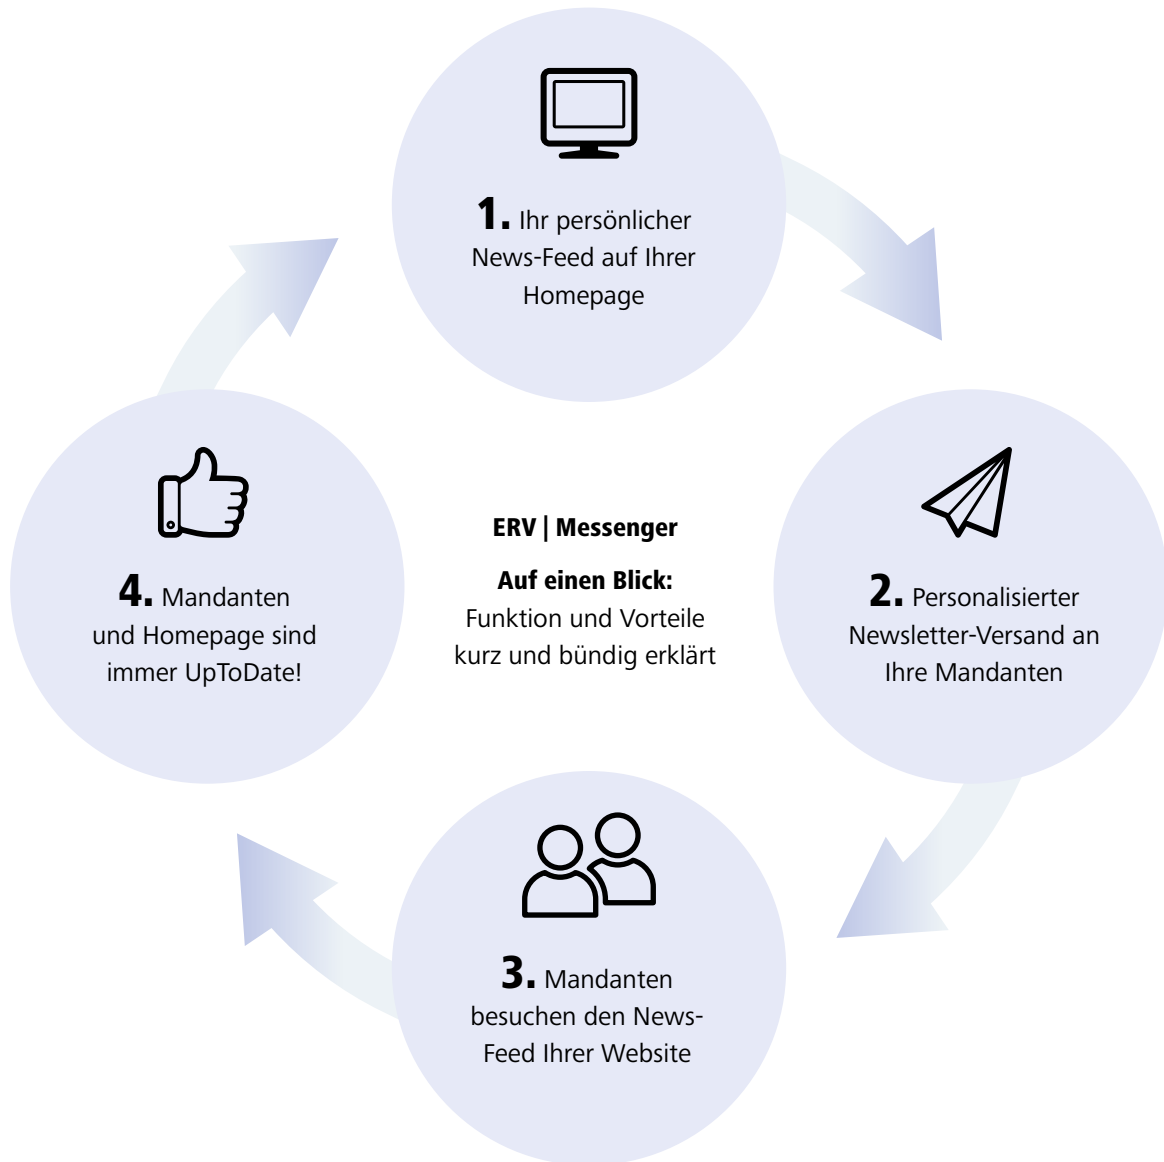 1. Ihr persönlicher
News-Feed auf Ihrer
Homepage
2. Personalisierter
Newsletter-Versand an
Ihre Mandanten
3. Mandanten
besuchen den News-
Feed Ihrer Website
4. Mandanten
und Homepage sind
immer UpToDate!
ERV | Messenger
Auf einen Blick:
Funktion und Vorteile
kurz und bündig erklärt